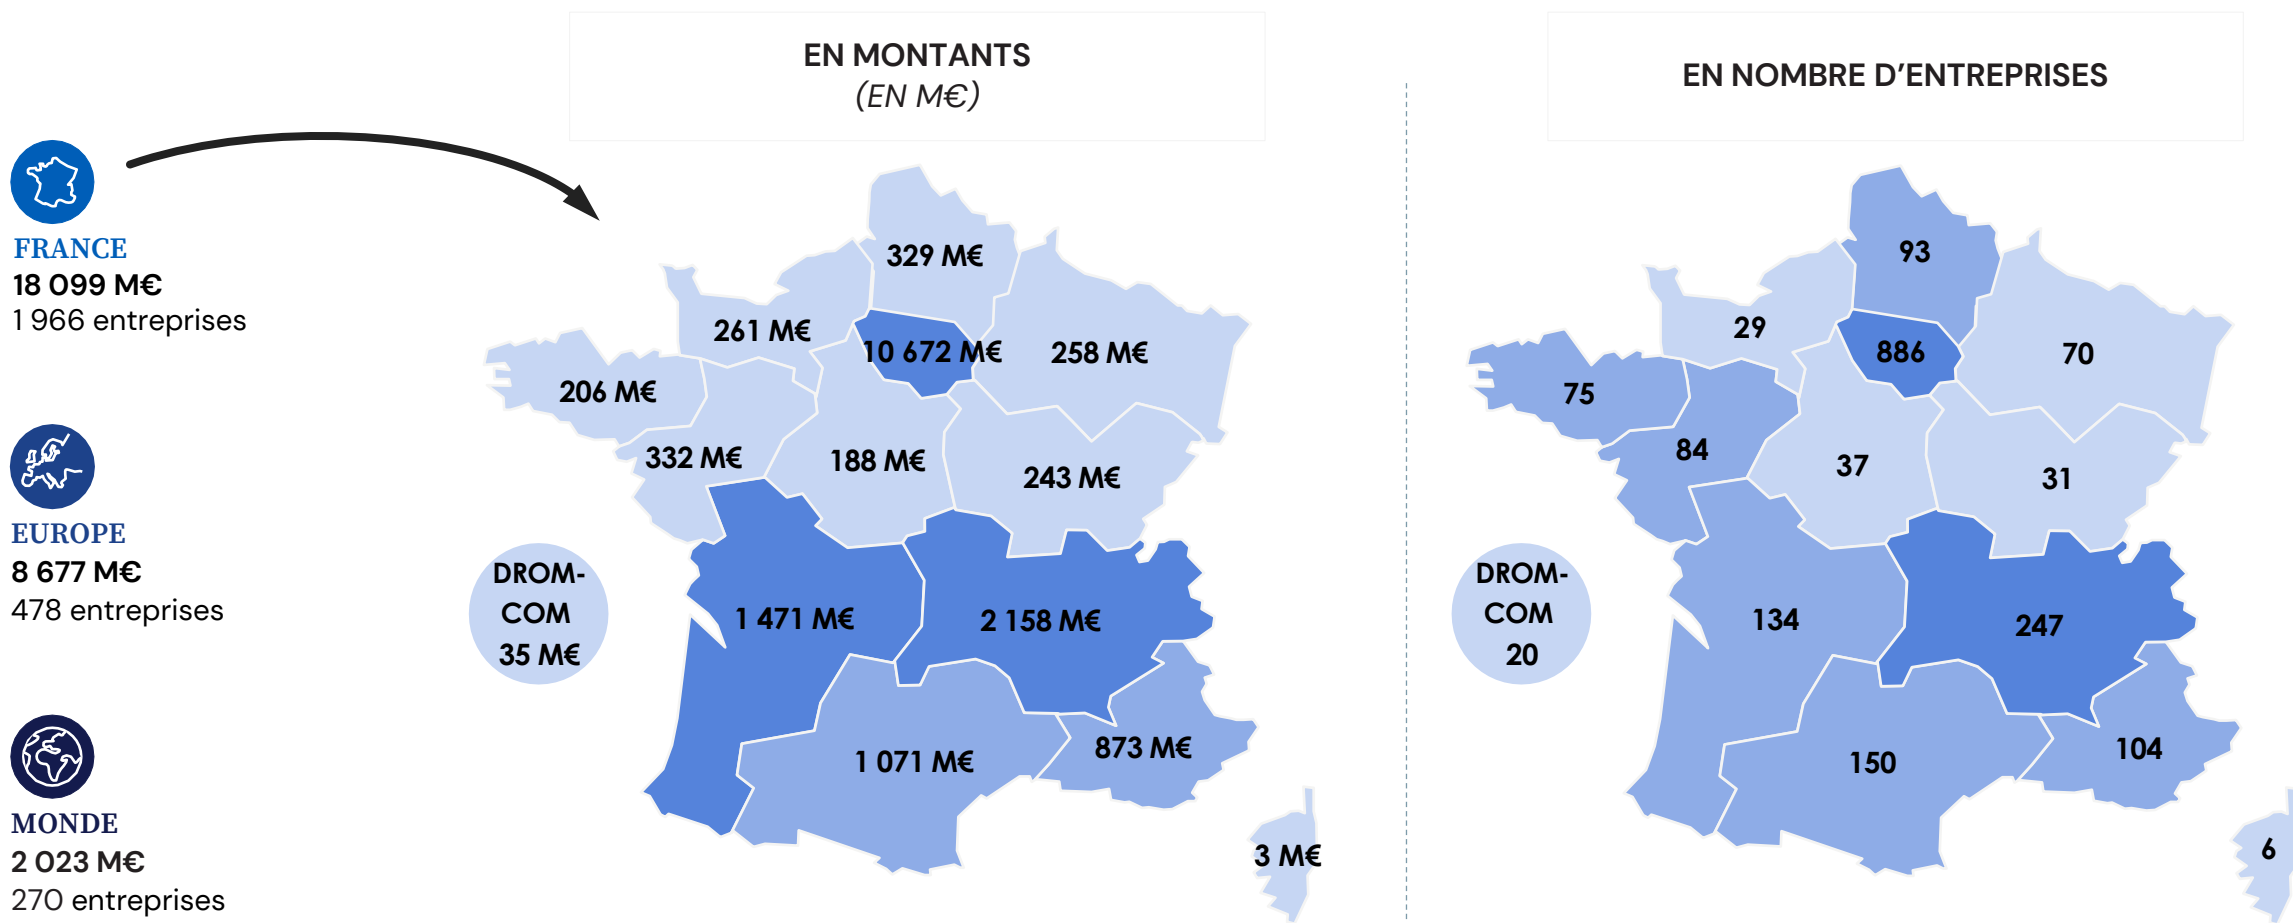 EN MONTANTS
(EN M€)
EN NOMBRE D'ENTREPRISES
FRANCE
18 099 M€
1 966 entreprises
EUROPE
8 677 M€
478 entreprises
MONDE
2 023 M€
270 entreprises
329 M€
261 M€
10 672 M€
258 M€
206 M€
332 M€
188 M€
243 M€
DROM-
COM
35 M€
1 471 M€
2 158 M€
1 071 M€
873 M€
3 M€
93
29
886
70
75
84
37
31
DROM-
COM
20
134
247
150
104
6